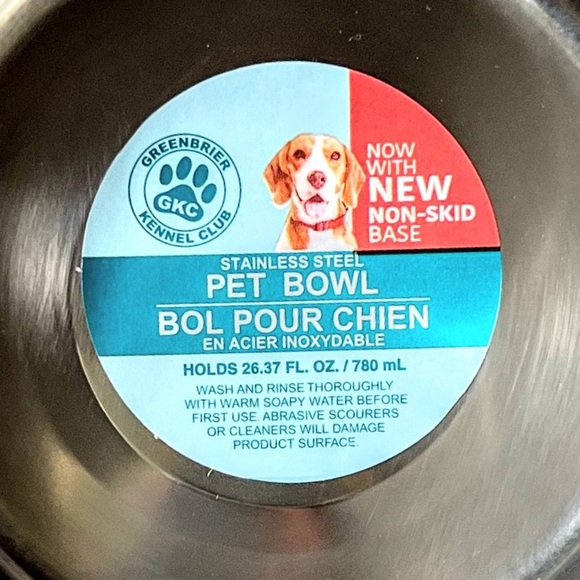 GREENBRIER
GKC
KENNEL CLUB
NOW
WITH
NEW
NON-SKID
BASE
STAINLESS STEEL
PET BOWL
BOL POUR CHIEN
EN ACIER INOXYDABLE
HOLDS 26.37 FL. OZ. / 780 mL
WASH AND RINSE THOROUGHLY
WITH WARM SOAPY WATER BEFORE
FIRST USE. ABRASIVE SCOURERS
OR CLEANERS WILL DAMAGE
PRODUCT SURFACE.